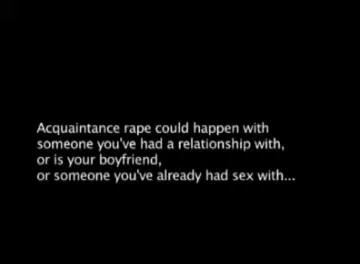 Acquaintance rape could happen with
someone you've had a relationship with,
or is your boyfriend,
or someone you've already had sex with...